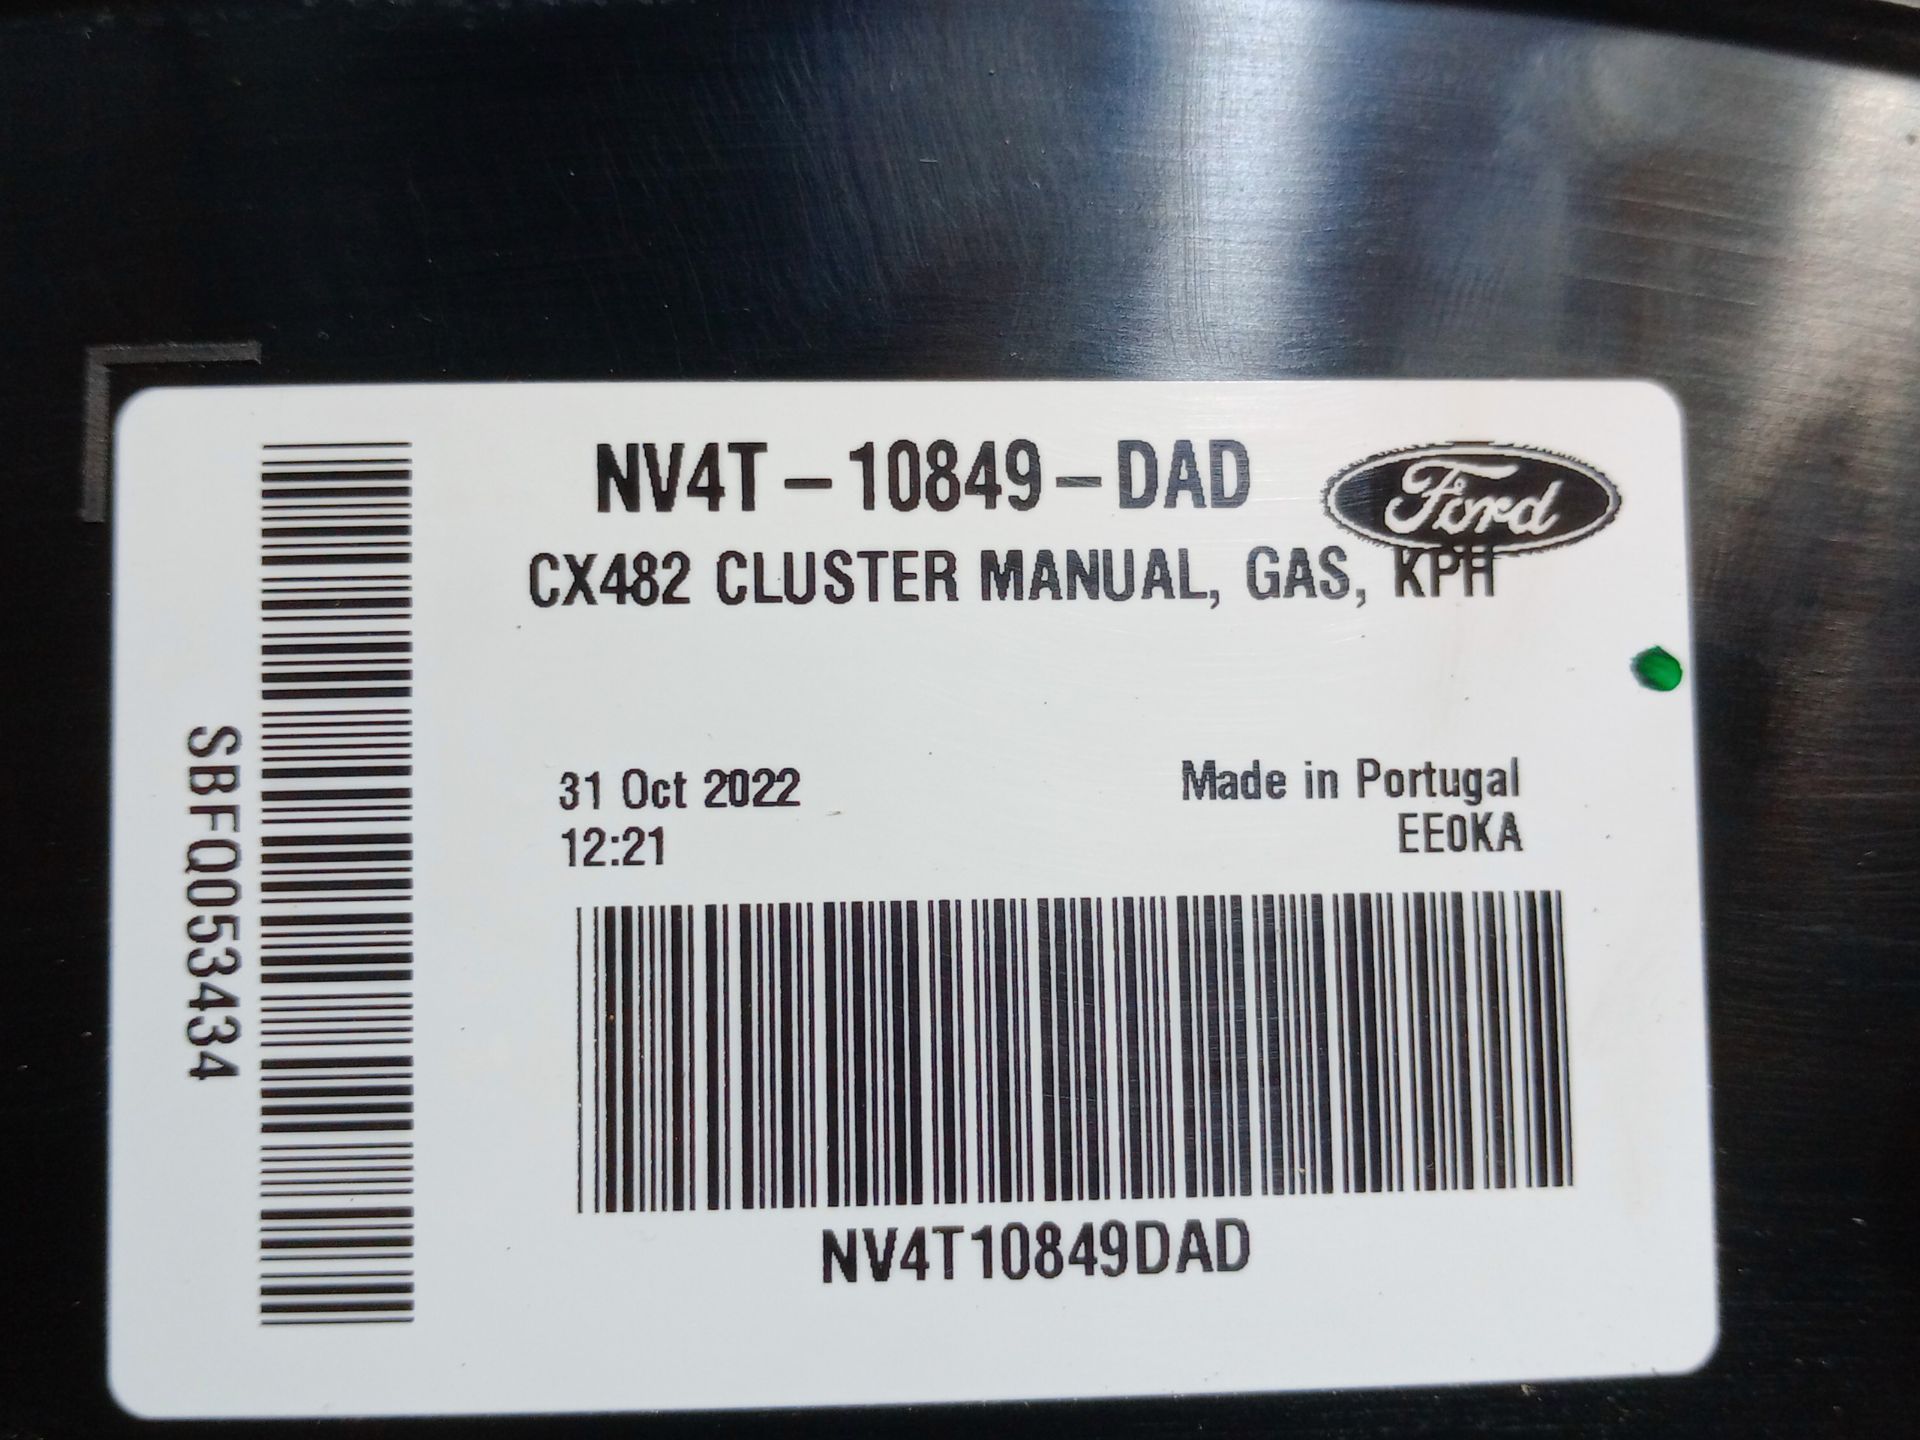 NV4T-10849-DAD
Ford
CX482 CLUSTER MANUAL, GAS, KPH
31 Oct 2022
12:21
Made in Portugal
EE0KA
SBFQ053434
NV4T10849DAD